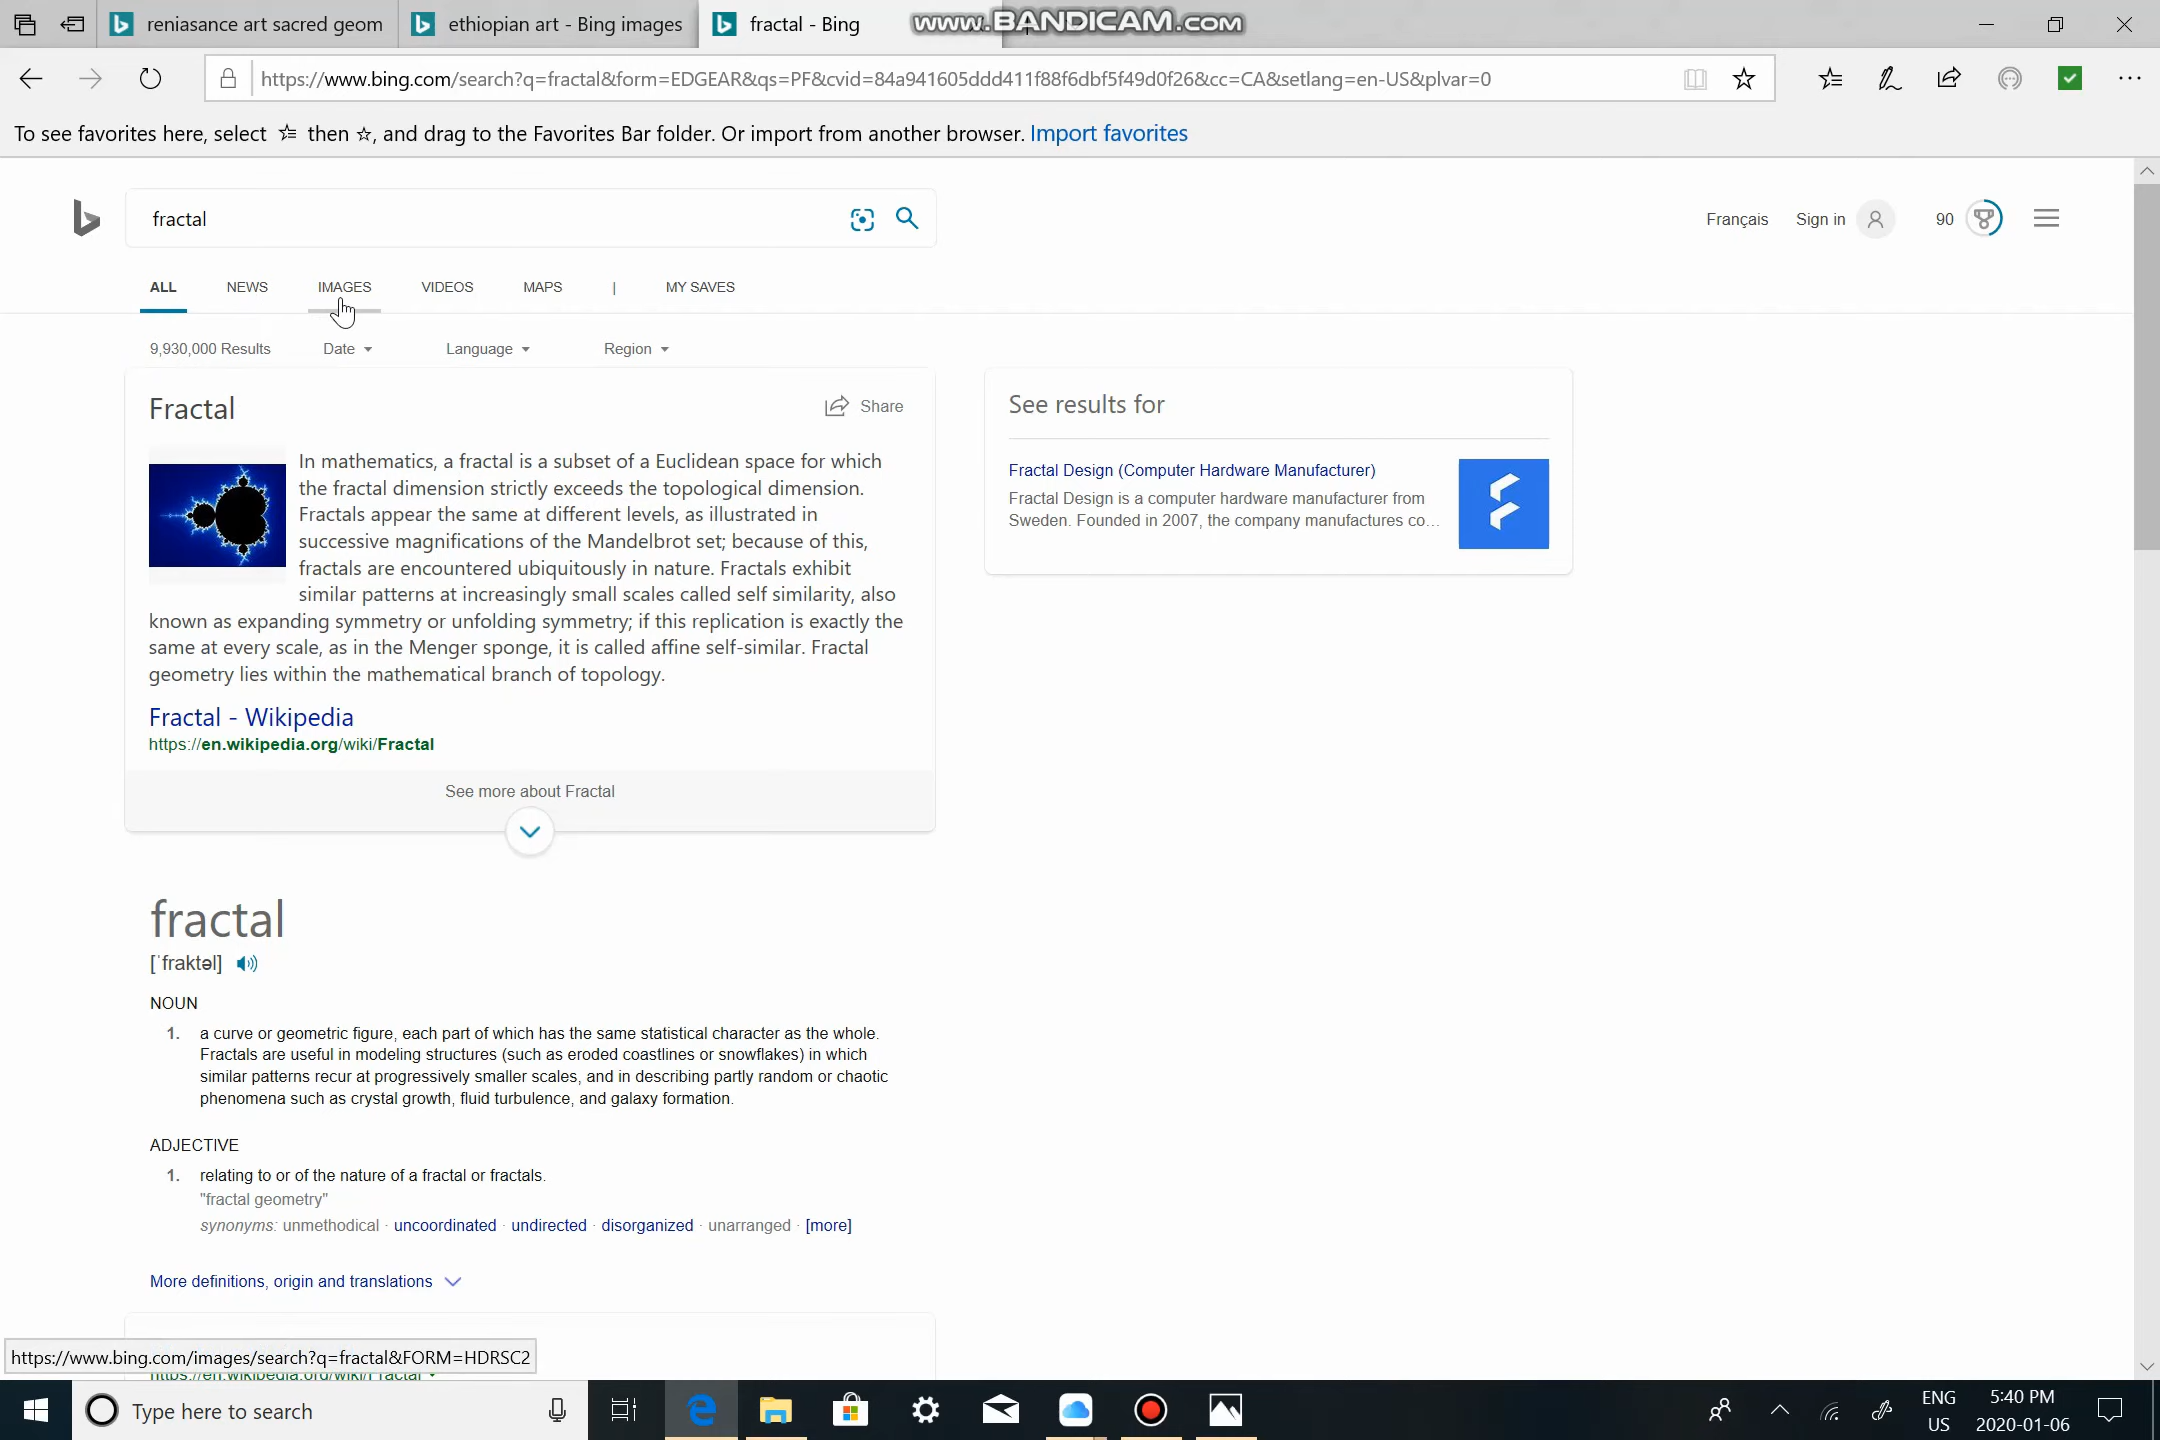 reniasance art sacred geom
ethiopian art - Bing images
fractal - Bing
www.BANDICAM.com
https://www.bing.com/search?q=fractal&form=EDGEAR&qs=PF&cvid=84a941605ddd411f88f6dbf5f49d0f26&cc=CA&setlang=en-US&plvar=0
To see favorites here, select then , and drag to the Favorites Bar folder. Or import from another browser. Import favorites
fractal
Français Sign in 90
ALL NEWS IMAGES VIDEOS MAPS | MY SAVES
9,930,000 Results Date Language Region
Fractal
Share
In mathematics, a fractal is a subset of a Euclidean space for which
the fractal dimension strictly exceeds the topological dimension.
Fractals appear the same at different levels, as illustrated in
successive magnifications of the Mandelbrot set; because of this,
fractals are encountered ubiquitously in nature. Fractals exhibit
similar patterns at increasingly small scales called self similarity, also
known as expanding symmetry or unfolding symmetry; if this replication is exactly the
same at every scale, as in the Menger sponge, it is called affine self-similar. Fractal
geometry lies within the mathematical branch of topology.
Fractal - Wikipedia
https://en.wikipedia.org/wiki/Fractal
See more about Fractal
See results for
Fractal Design (Computer Hardware Manufacturer)
Fractal Design is a computer hardware manufacturer from
Sweden. Founded in 2007, the company manufactures co...
fractal
[ˈfraktəl]
NOUN
1. a curve or geometric figure, each part of which has the same statistical character as the whole.
Fractals are useful in modeling structures (such as eroded coastlines or snowflakes) in which
similar patterns recur at progressively smaller scales, and in describing partly random or chaotic
phenomena such as crystal growth, fluid turbulence, and galaxy formation.
ADJECTIVE
1. relating to or of the nature of a fractal or fractals.
"fractal geometry"
synonyms: unmethodical · uncoordinated · undirected · disorganized · unarranged · [more]
More definitions, origin and translations
https://www.bing.com/images/search?q=fractal&FORM=HDRSC2
https://en.wikipedia.org/wiki/Fractal
Type here to search
ENG
US
5:40 PM
2020-01-06